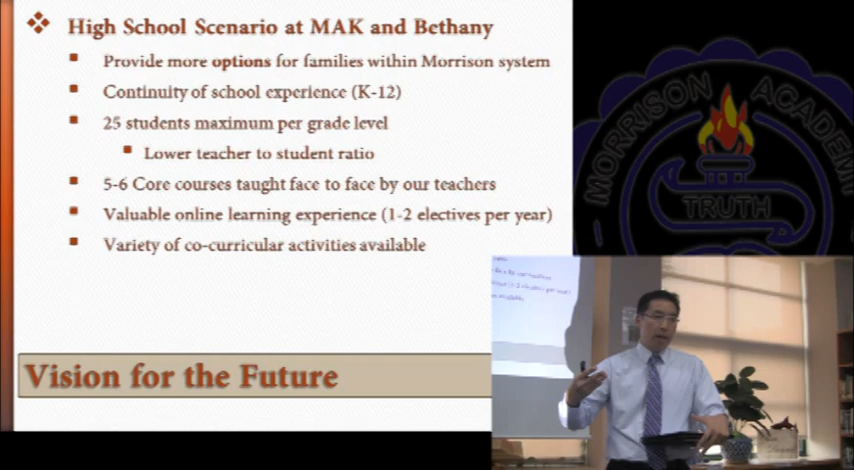 High School Scenario at MAK and Bethany
Provide more options for families within Morrison system
Continuity of school experience (K-12)
25 students maximum per grade level
Lower teacher to student ratio
5-6 Core courses taught face to face by our teachers
Valuable online learning experience (1-2 electives per year)
Variety of co-curricular activities available
Vision for the Future
MORRISON ACADEMY
TRUTH